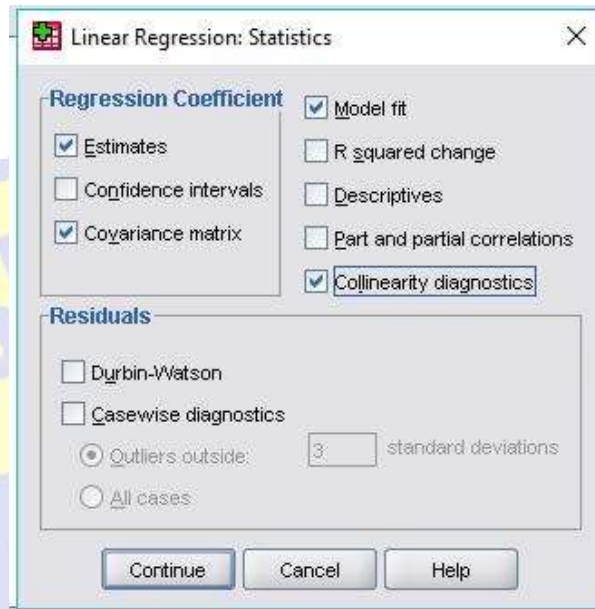 Linear Regression: Statistics
Regression Coefficient
Estimates
Confidence intervals
Covariance matrix
Model fit
R squared change
Descriptives
Part and partial correlations
Collinearity diagnostics
Residuals
Durbin-Watson
Casewise diagnostics
Outliers outside: 3 standard deviations
All cases
Continue Cancel Help